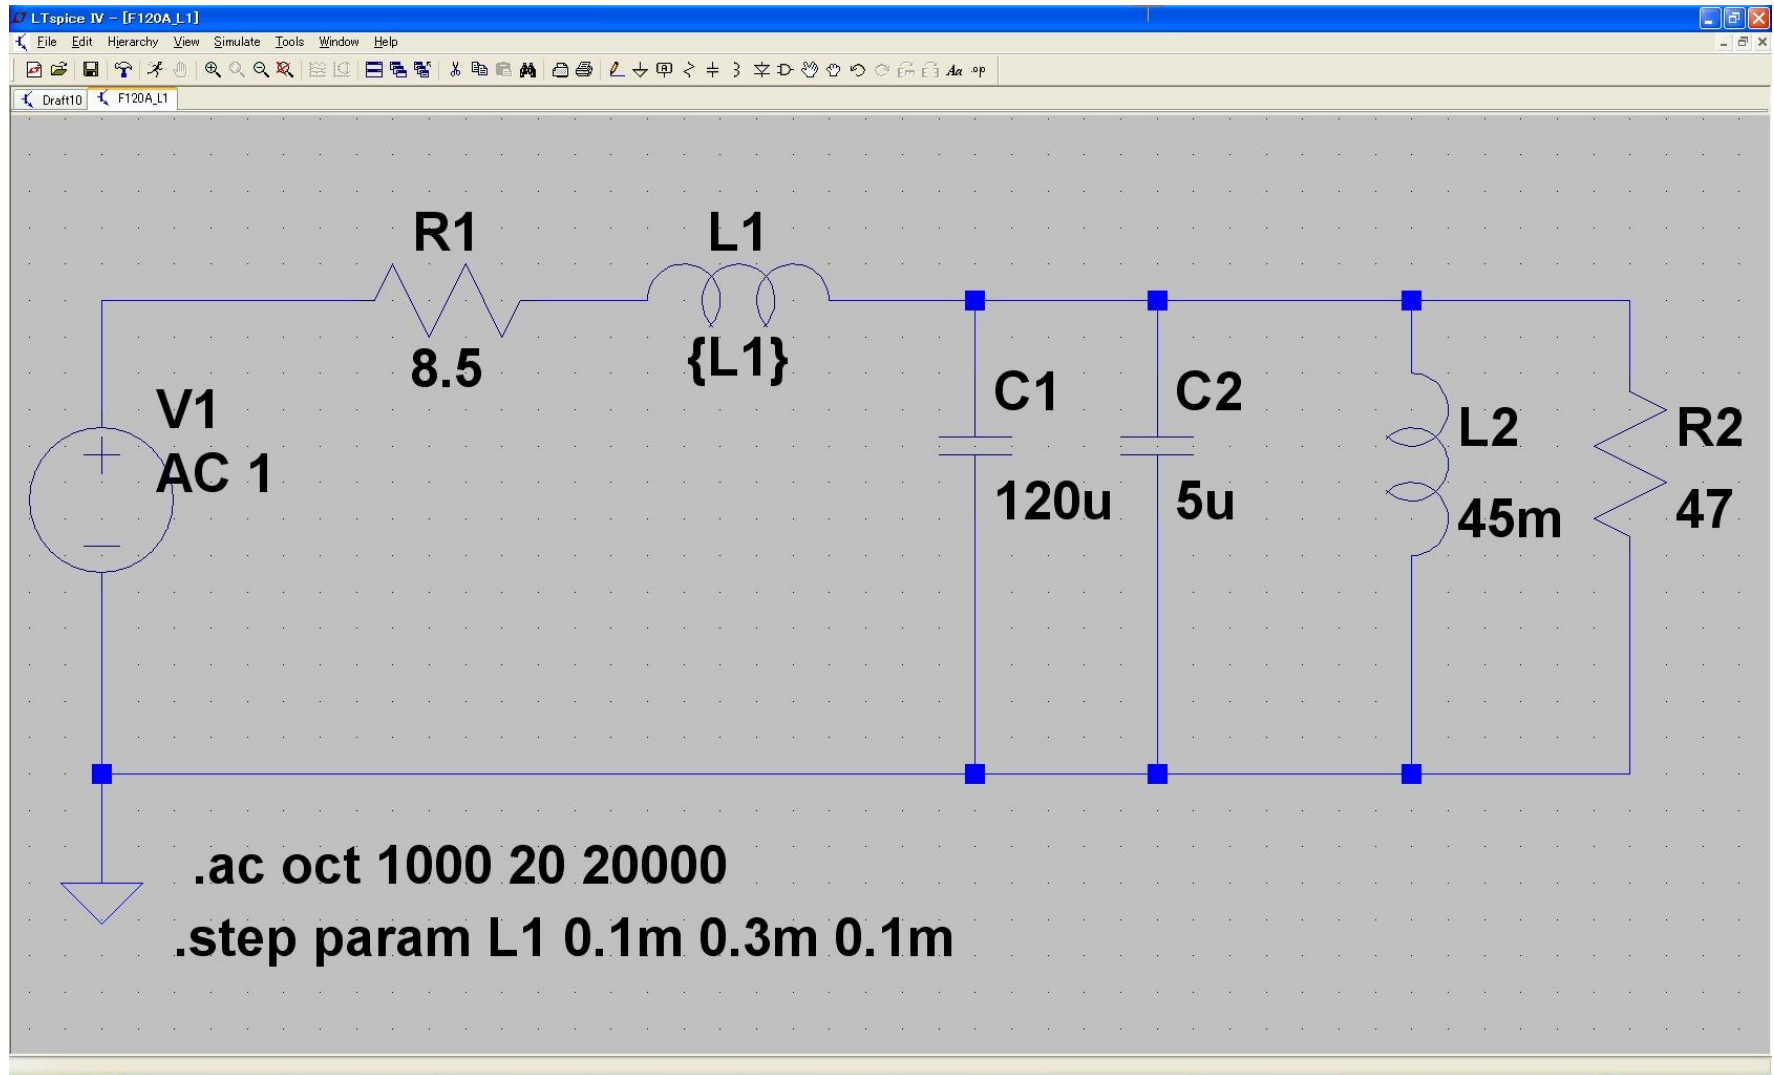 LTspice IV - [F120A_L1]
File Edit Hierarchy View Simulate Tools Window Help
Aa .op
Draft10 F120A_L1
R1
L1
8.5
{L1}
V1
AC 1
C1
120u
C2
5u
L2
45m
R2
47
.ac oct 1000 20 20000
.step param L1 0.1m 0.3m 0.1m